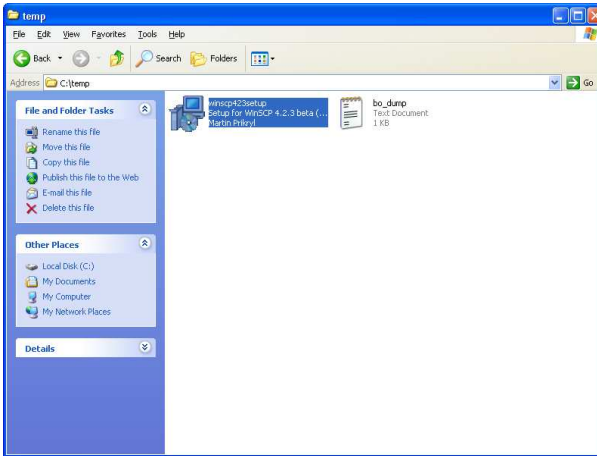 temp
File Edit View Favorites Tools Help
Back Search Folders
Address C:\temp Go
File and Folder Tasks
Rename this file
Move this file
Copy this file
Publish this file to the Web
E-mail this file
Delete this file
Other Places
Local Disk (C:)
My Documents
My Computer
My Network Places
Details
winscp423setup
Setup for WinSCP 4.2.3 beta (...
Martin Prikryl
bo_dump
Text Document
1 KB